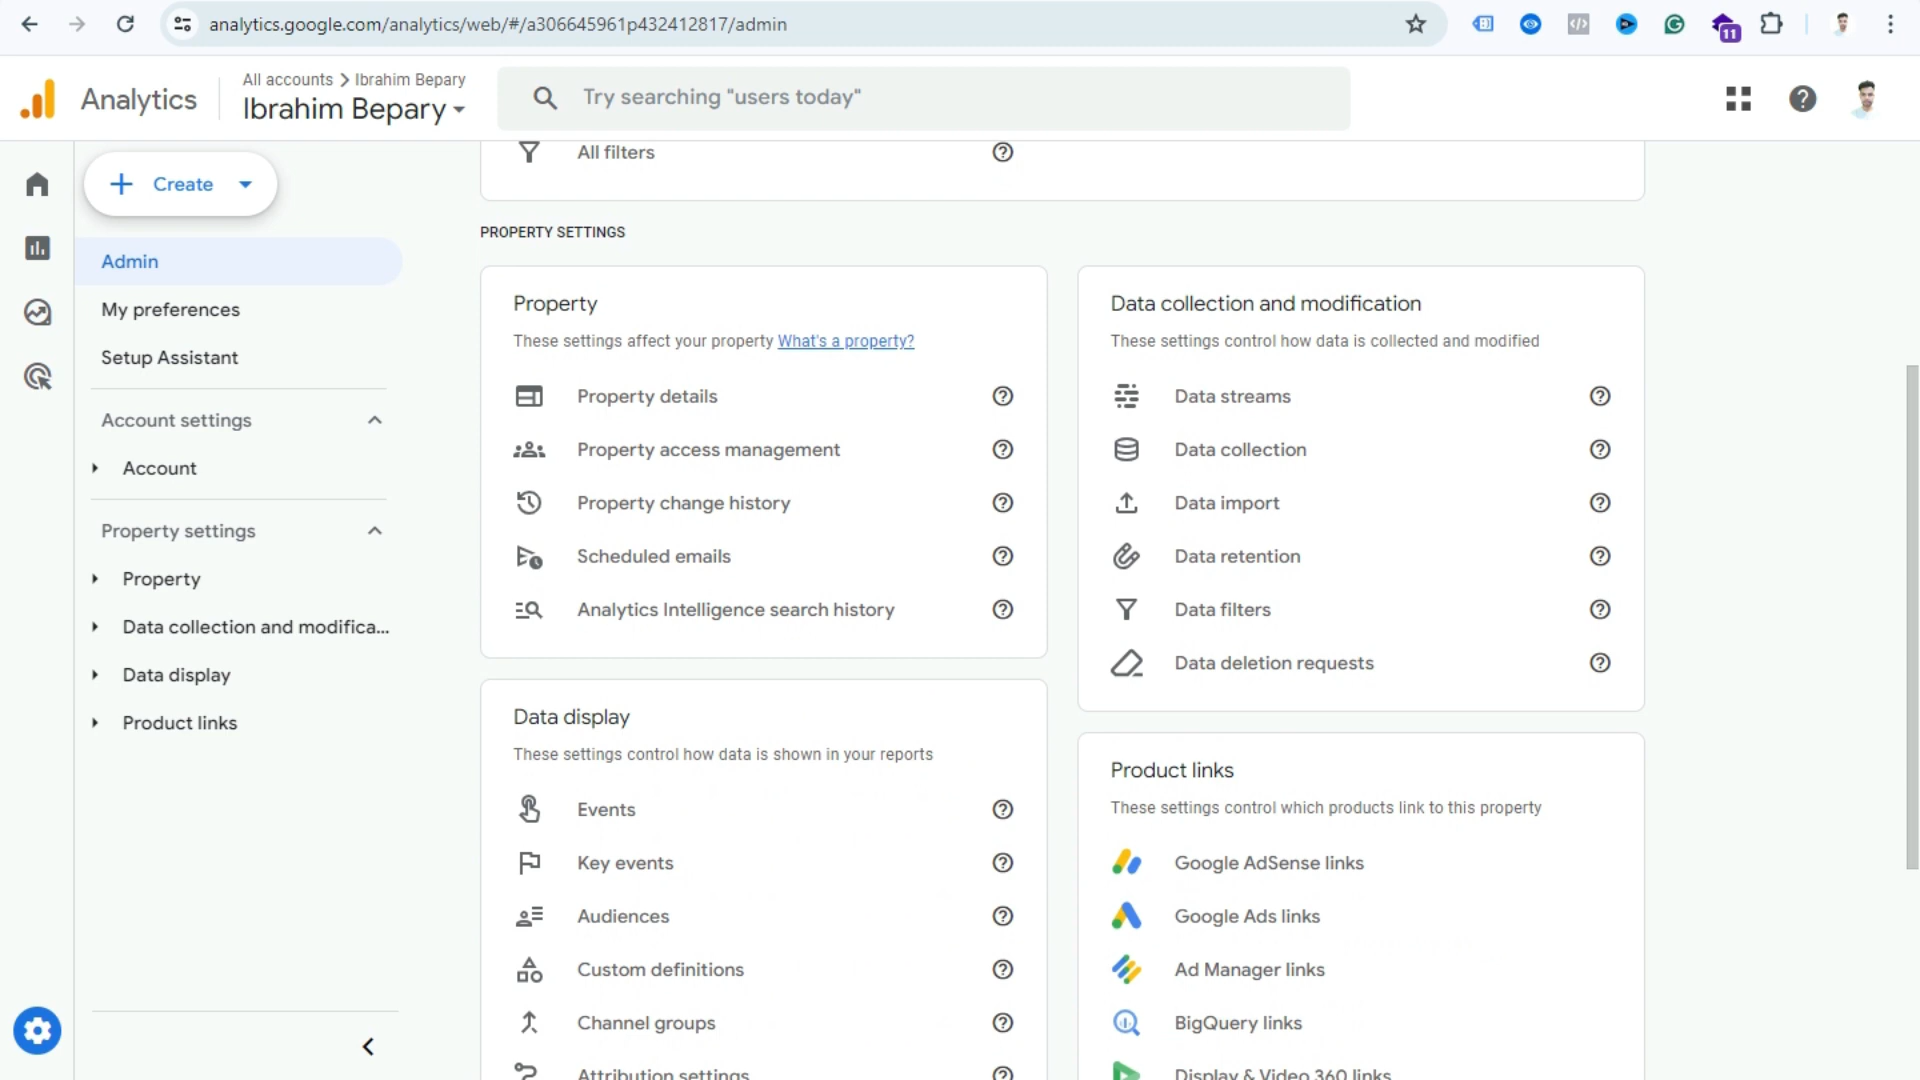 analytics.google.com/analytics/web/#/a306645961p432412817/admin
11
Analytics
All accounts > Ibrahim Bepary
Ibrahim Bepary
Try searching "users today"
Create
Admin
My preferences
Setup Assistant
Account settings
Account
Property settings
Property
Data collection and modifica...
Data display
Product links
All filters
PROPERTY SETTINGS
Property
These settings affect your property What's a property?
Property details
Property access management
Property change history
Scheduled emails
Analytics Intelligence search history
Data display
These settings control how data is shown in your reports
Events
Key events
Audiences
Custom definitions
Channel groups
Attribution settings
Data collection and modification
These settings control how data is collected and modified
Data streams
Data collection
Data import
Data retention
Data filters
Data deletion requests
Product links
These settings control which products link to this property
Google AdSense links
Google Ads links
Ad Manager links
BigQuery links
Display & Video 360 links